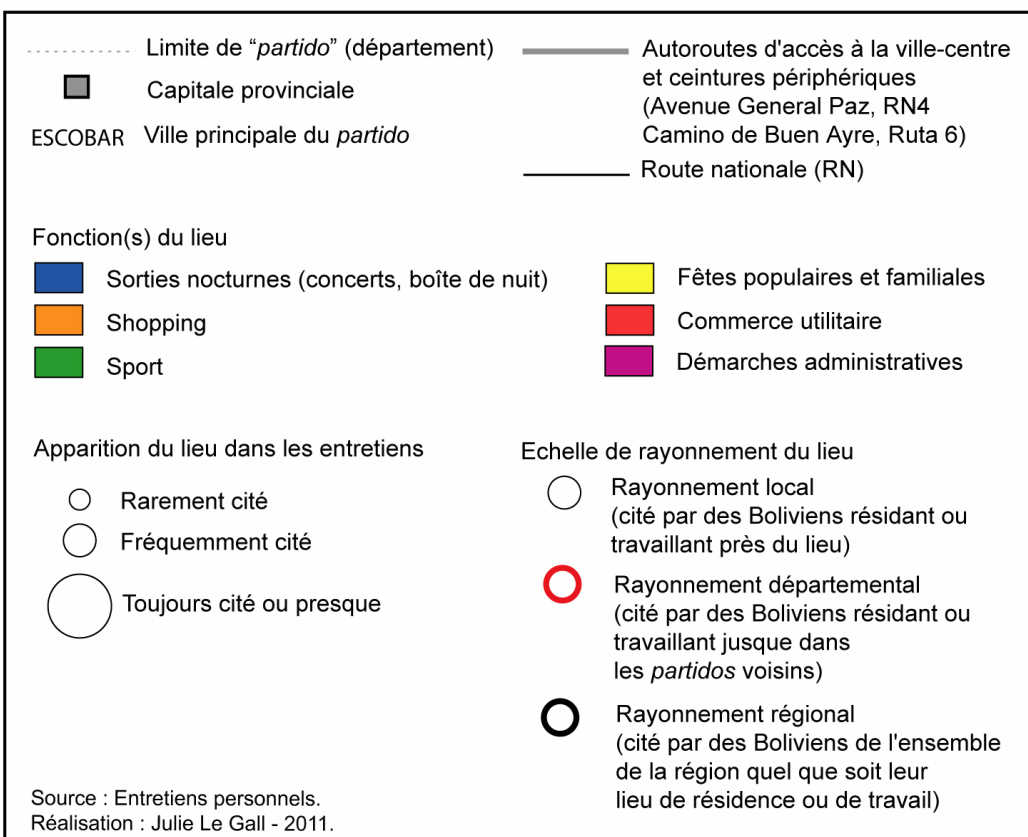 Limite de “partido” (département)
Capitale provinciale
ESCOBAR Ville principale du partido
Autoroutes d'accès à la ville-centre
et ceintures périphériques
(Avenue General Paz, RN4
Camino de Buen Ayre, Ruta 6)
Route nationale (RN)
Fonction(s) du lieu
Sorties nocturnes (concerts, boîte de nuit)
Shopping
Sport
Fêtes populaires et familiales
Commerce utilitaire
Démarches administratives
Apparition du lieu dans les entretiens
Rarement cité
Fréquemment cité
Toujours cité ou presque
Echelle de rayonnement du lieu
Rayonnement local
(cité par des Boliviens résidant ou
travaillant près du lieu)
Rayonnement départemental
(cité par des Boliviens résidant ou
travaillant jusque dans
les partidos voisins)
Rayonnement régional
(cité par des Boliviens de l'ensemble
de la région quel que soit leur
lieu de résidence ou de travail)
Source : Entretiens personnels.
Réalisation : Julie Le Gall - 2011.